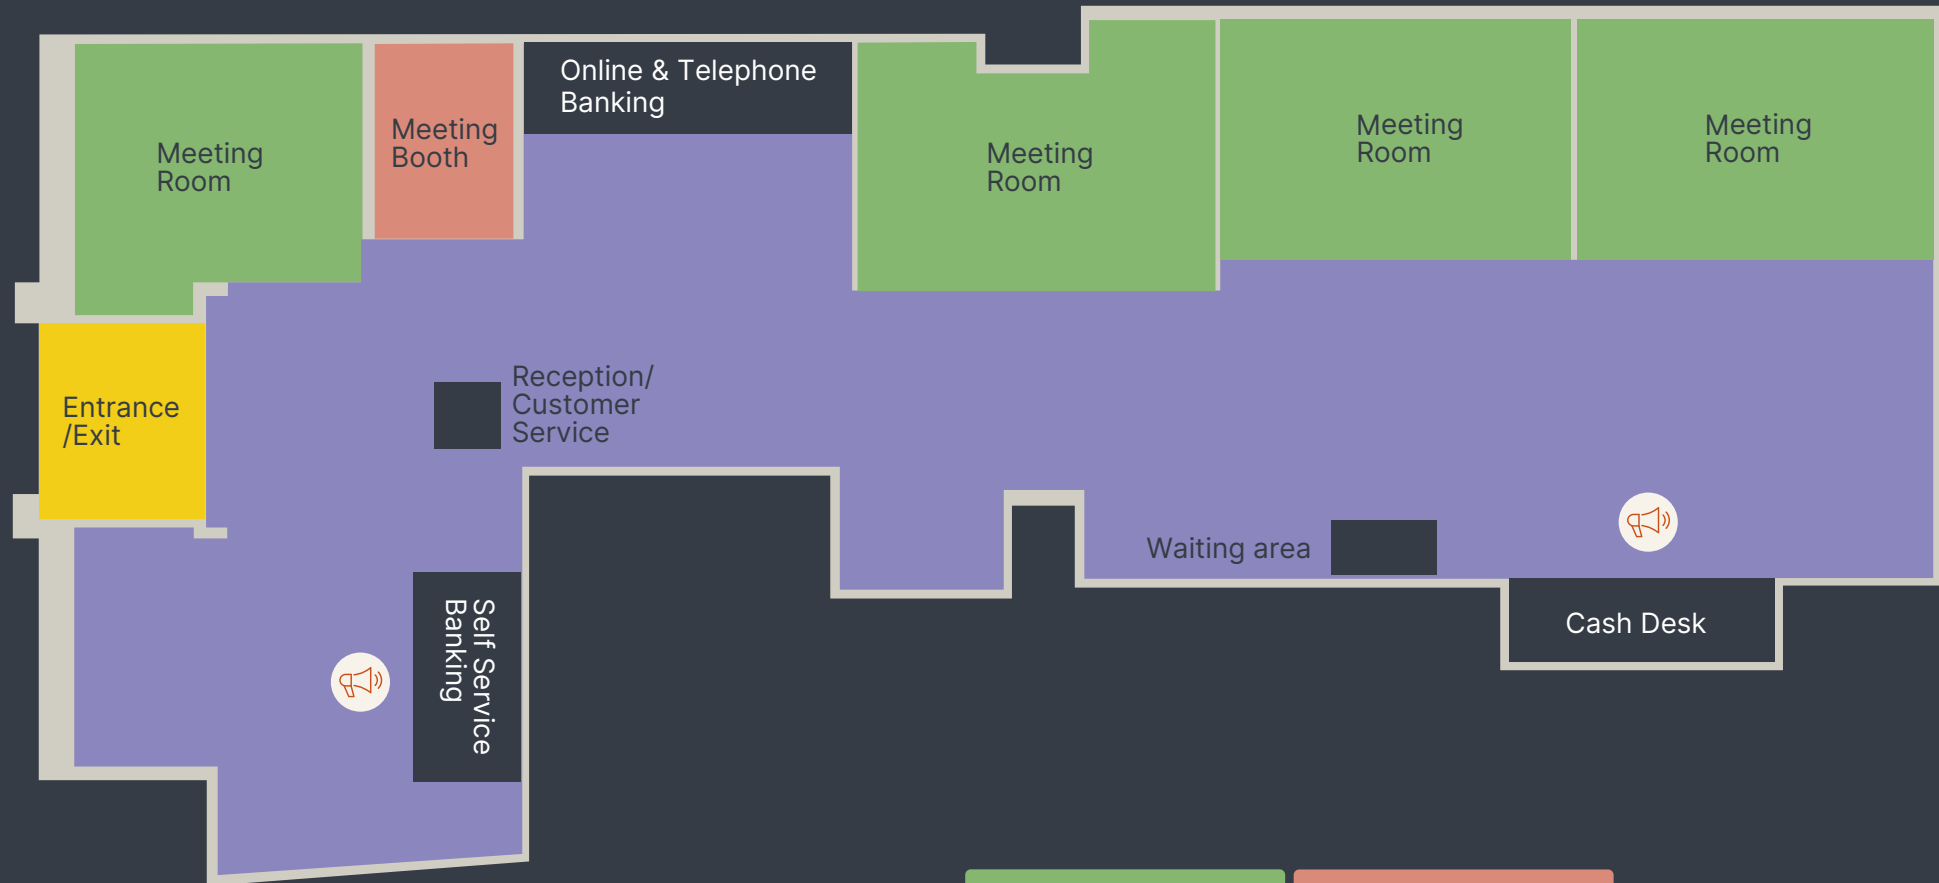 Online & Telephone
Banking
Meeting
Booth
Meeting
Room
Meeting
Room
Meeting
Room
Meeting
Room
Reception/
Customer
Service
Entrance
/Exit
Waiting area
Self Service
Banking
Cash Desk